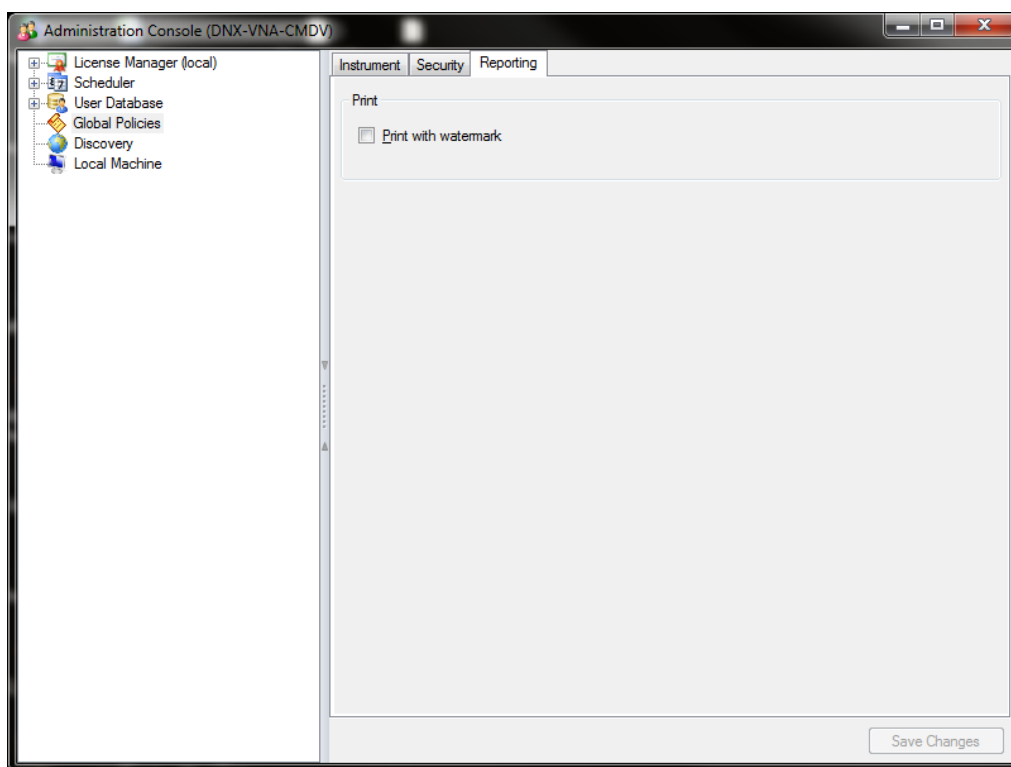 Administration Console (DNX-VNA-CMDV)
License Manager (local)
Scheduler
User Database
Global Policies
Discovery
Local Machine
Instrument Security Reporting
Print
Print with watermark
Save Changes